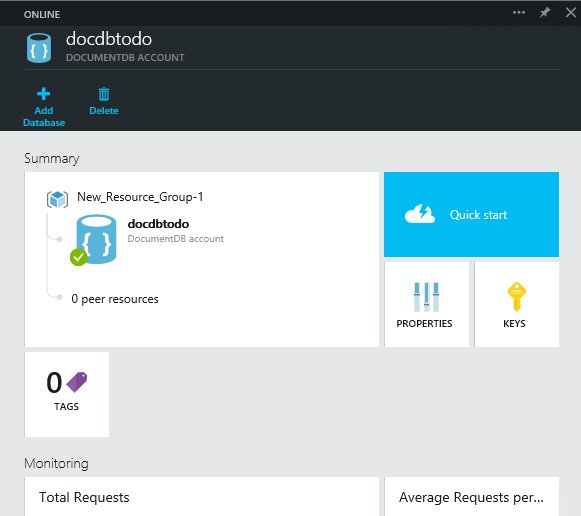 ONLINE
docdbtodo
DOCUMENTDB ACCOUNT
Add
Database
Delete
Summary
New_Resource_Group-1
docdbtodo
DocumentDB account
0 peer resources
Quick start
PROPERTIES
KEYS
0
TAGS
Monitoring
Total Requests
Average Requests per...